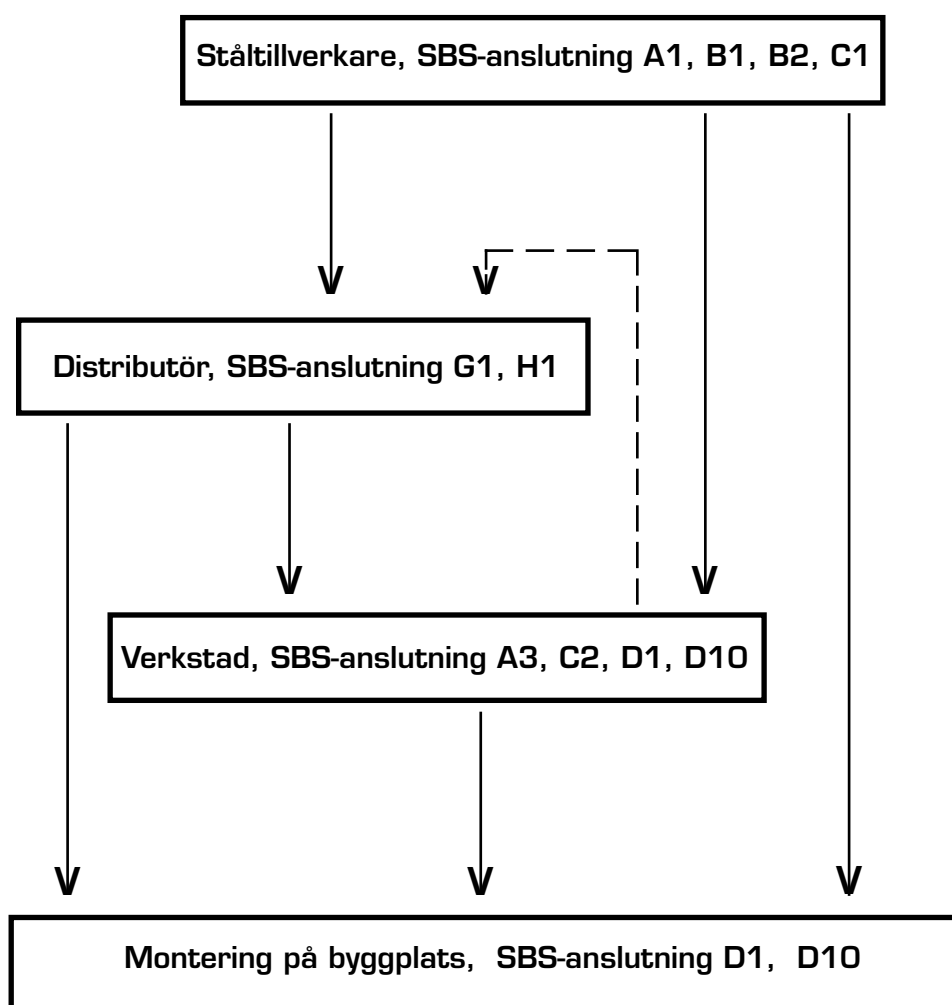 Ståltillverkare, SBS-anslutning A1, B1, B2, C1
Distributör, SBS-anslutning G1, H1
Verkstad, SBS-anslutning A3, C2, D1, D10
Montering på byggplats, SBS-anslutning D1, D10